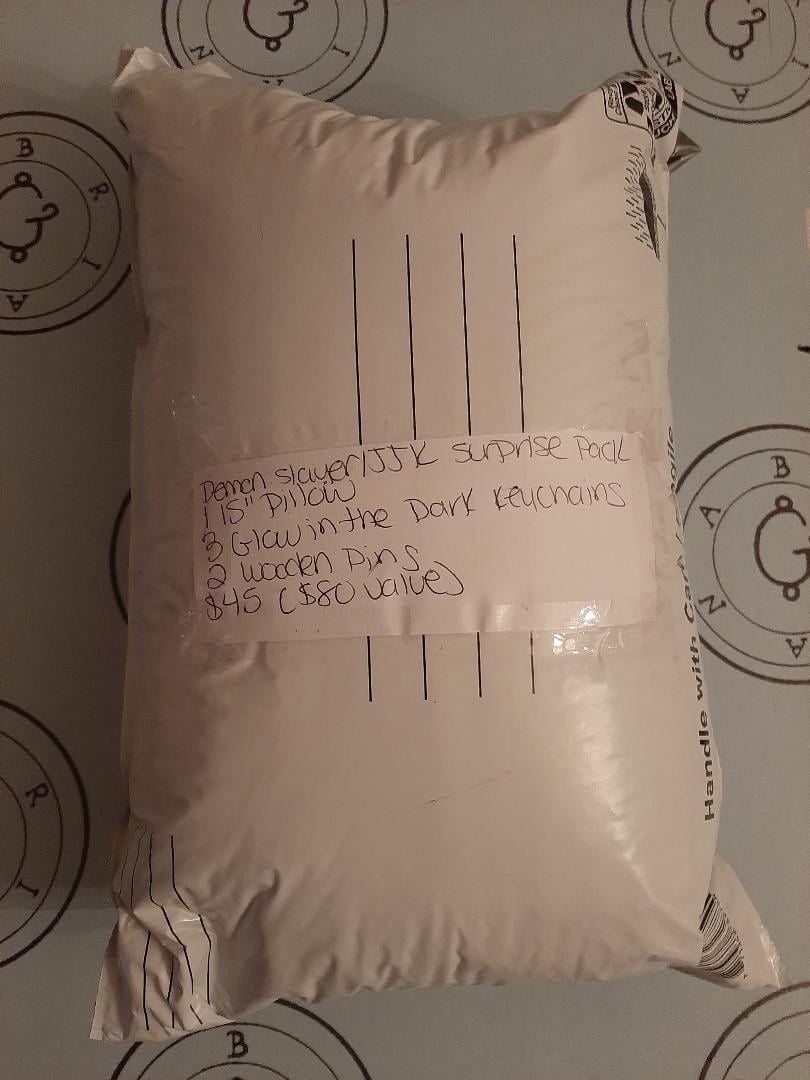 Demon Slayer/JJK Surprise Pack
1 15" Pillow
3 Glow in the Dark Keychains
2 Wooden Pins
$45 ($80 value)
Handle with Care
B
R
I
A
N